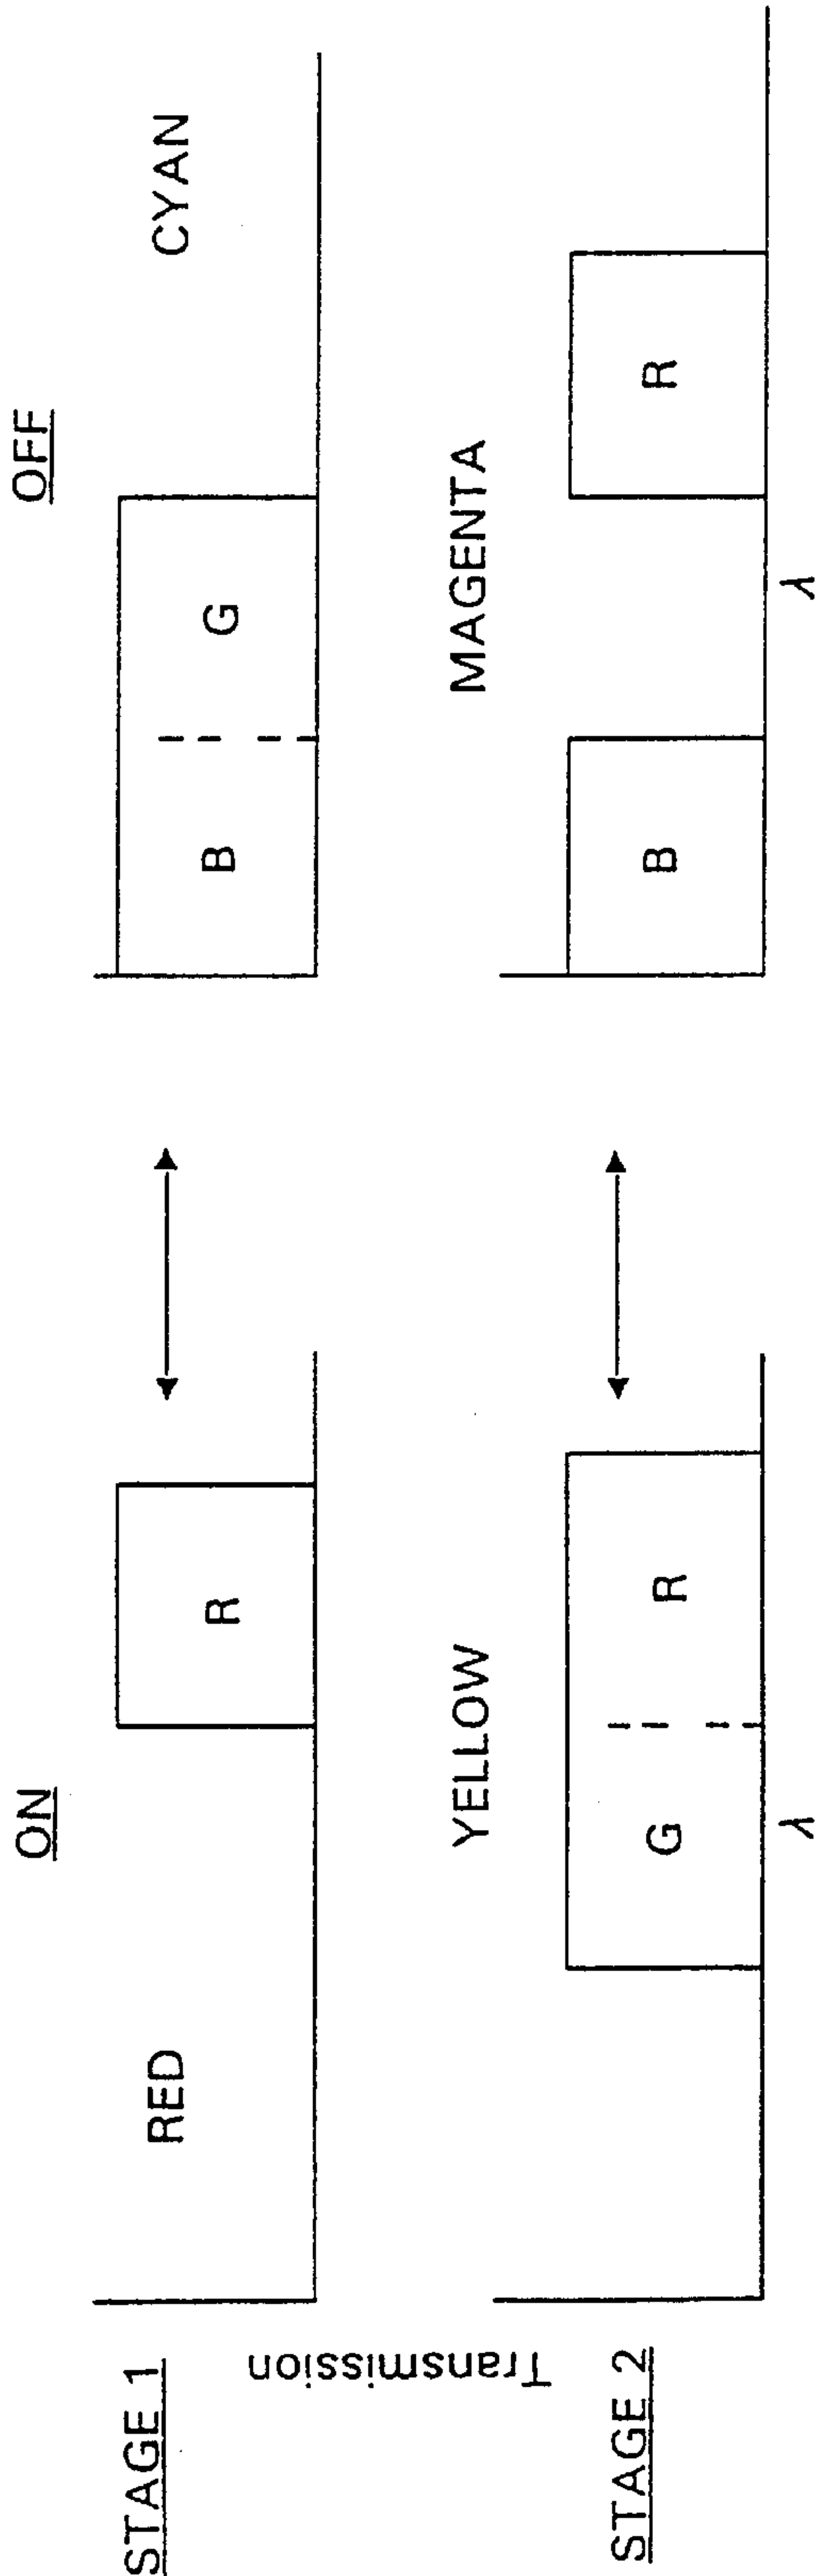 ON
OFF
STAGE 1
RED
R
B
G
CYAN
Transmission
STAGE 2
YELLOW
G
R
MAGENTA
B
R
λ
λ